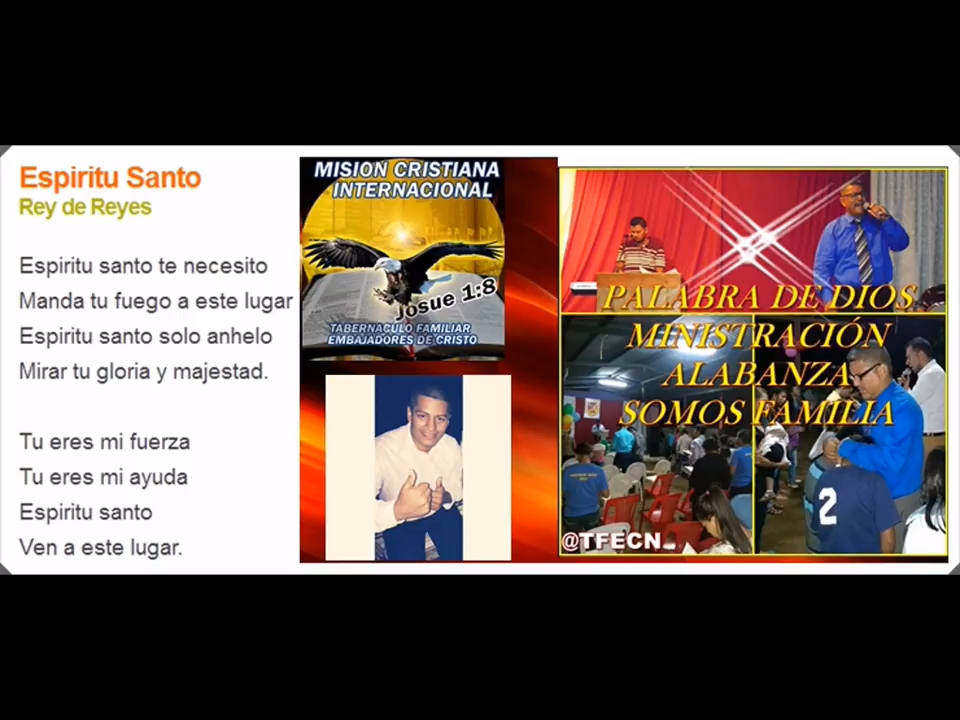 Espiritu Santo
Rey de Reyes
Espiritu santo te necesito
Manda tu fuego a este lugar
Espiritu santo solo anhelo
Mirar tu gloria y majestad.
Tu eres mi fuerza
Tu eres mi ayuda
Espiritu santo
Ven a este lugar.
MISION CRISTIANA
INTERNACIONAL
Josue 1:8
TABERNACULO FAMILIAR
EMBAJADORES DE CRISTO
PALABRA DE DIOS
MINISTRACIÓN
ALABANZA
SOMOS FAMILIA
2
@TFECN